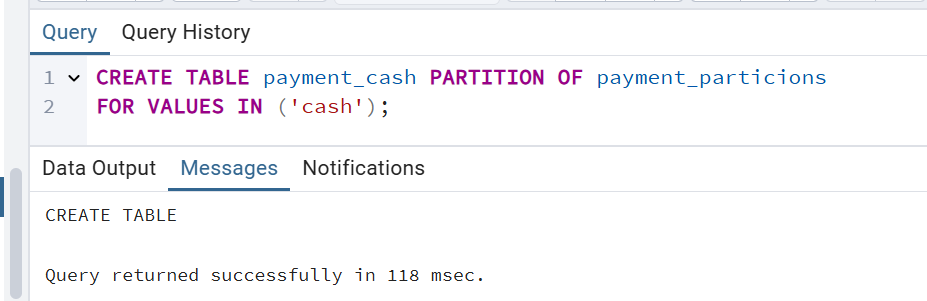 Query Query History
1 CREATE TABLE payment_cash PARTITION OF payment_particions
2 FOR VALUES IN ('cash');
Data Output Messages Notifications
CREATE TABLE
Query returned successfully in 118 msec.